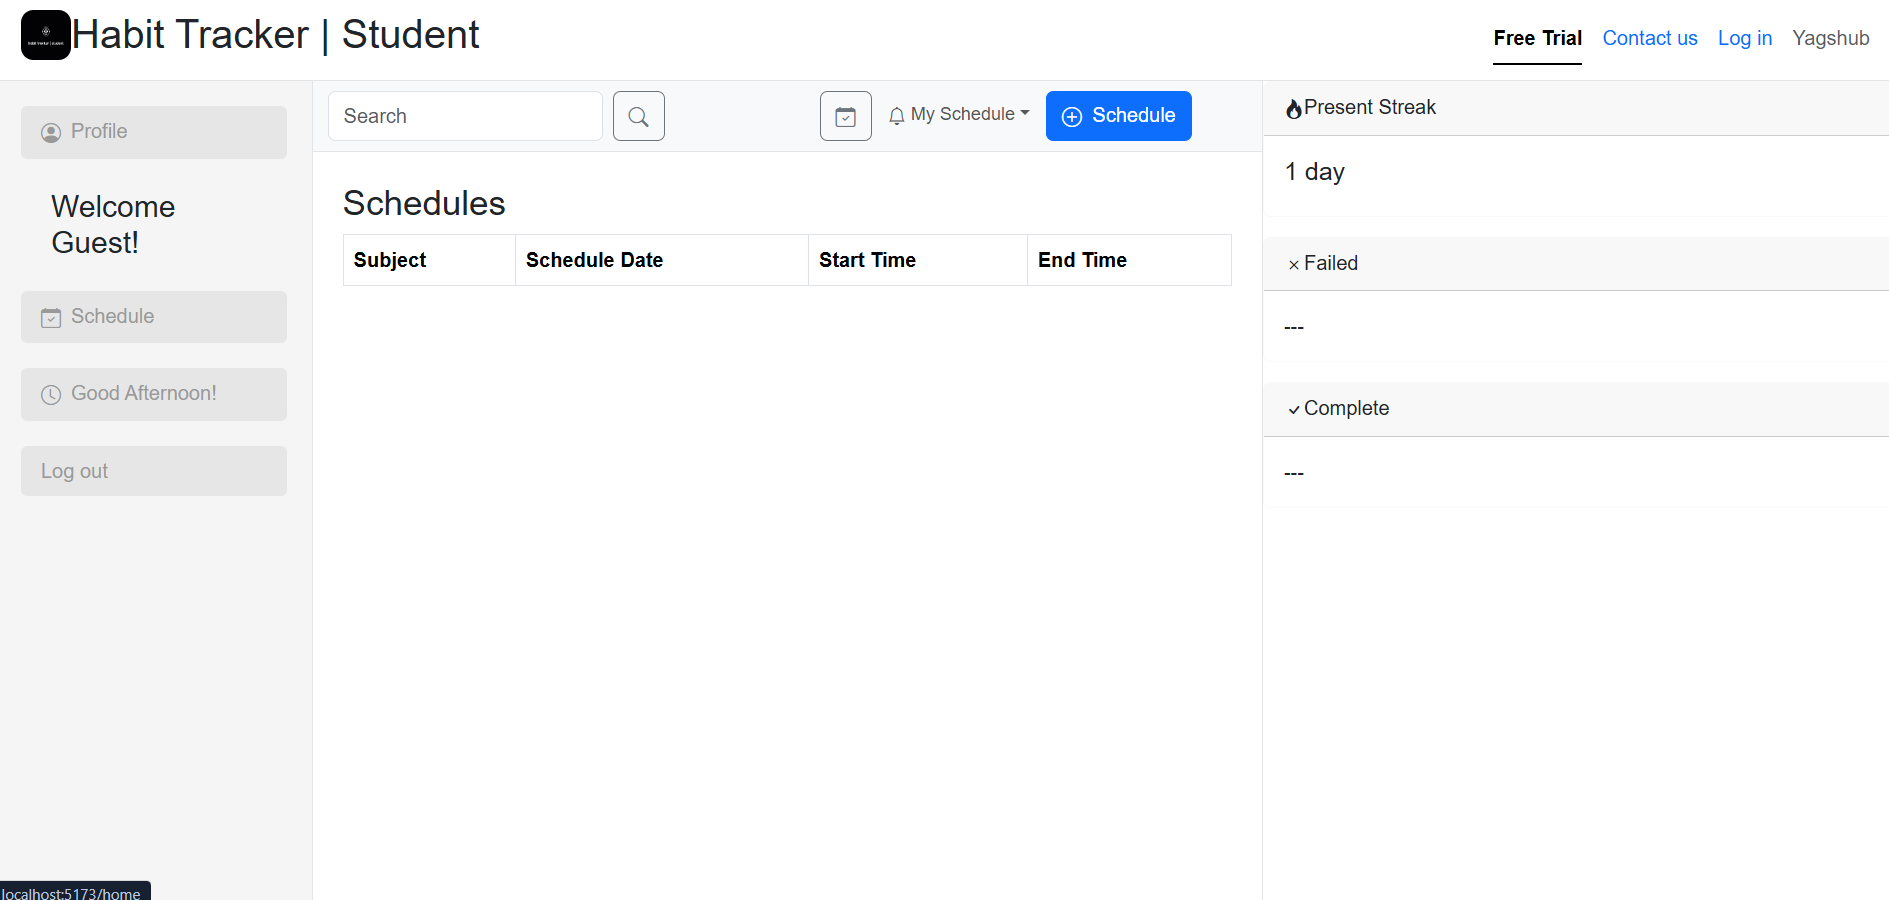 Habit Tracker | Student
Free Trial
Contact us
Log in
Yagshub
Profile
Welcome
Guest!
Schedule
Good Afternoon!
Log out
Search
My Schedule
Schedule
Schedules
Subject
Schedule Date
Start Time
End Time
Present Streak
1 day
Failed
---
Complete
---
localhost:5173/home